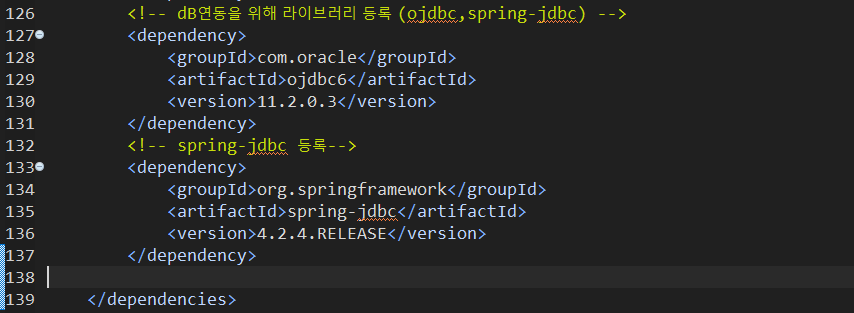 126 <!-- dB연동을 위해 라이브러리 등록 (ojdbc,spring-jdbc) -->
127 <dependency>
128 <groupId>com.oracle</groupId>
129 <artifactId>ojdbc6</artifactId>
130 <version>11.2.0.3</version>
131 </dependency>
132 <!-- spring-jdbc 등록-->
133 <dependency>
134 <groupId>org.springframework</groupId>
135 <artifactId>spring-jdbc</artifactId>
136 <version>4.2.4.RELEASE</version>
137 </dependency>
138
139 </dependencies>